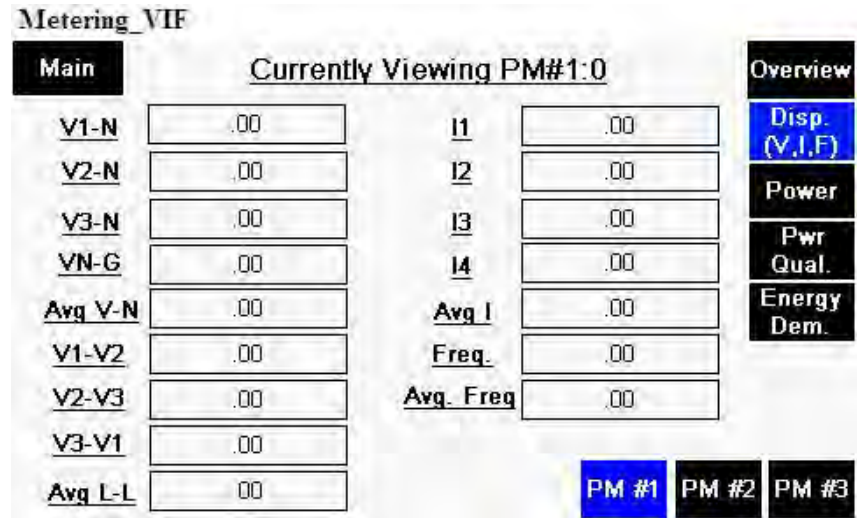 Metering_VIF
Main
Currently Viewing PM#1:0
Overview
V1-N .00 I1 .00
Disp.
(V,I,F)
V2-N .00 I2 .00
Power
V3-N .00 I3 .00
Pwr
Qual.
VN-G .00 I4 .00
Energy
Dem.
Avg V-N .00 Avg I .00
V1-V2 .00 Freq. .00
V2-V3 .00 Avg. Freq .00
V3-V1 .00
Avg L-L .00
PM #1 PM #2 PM #3